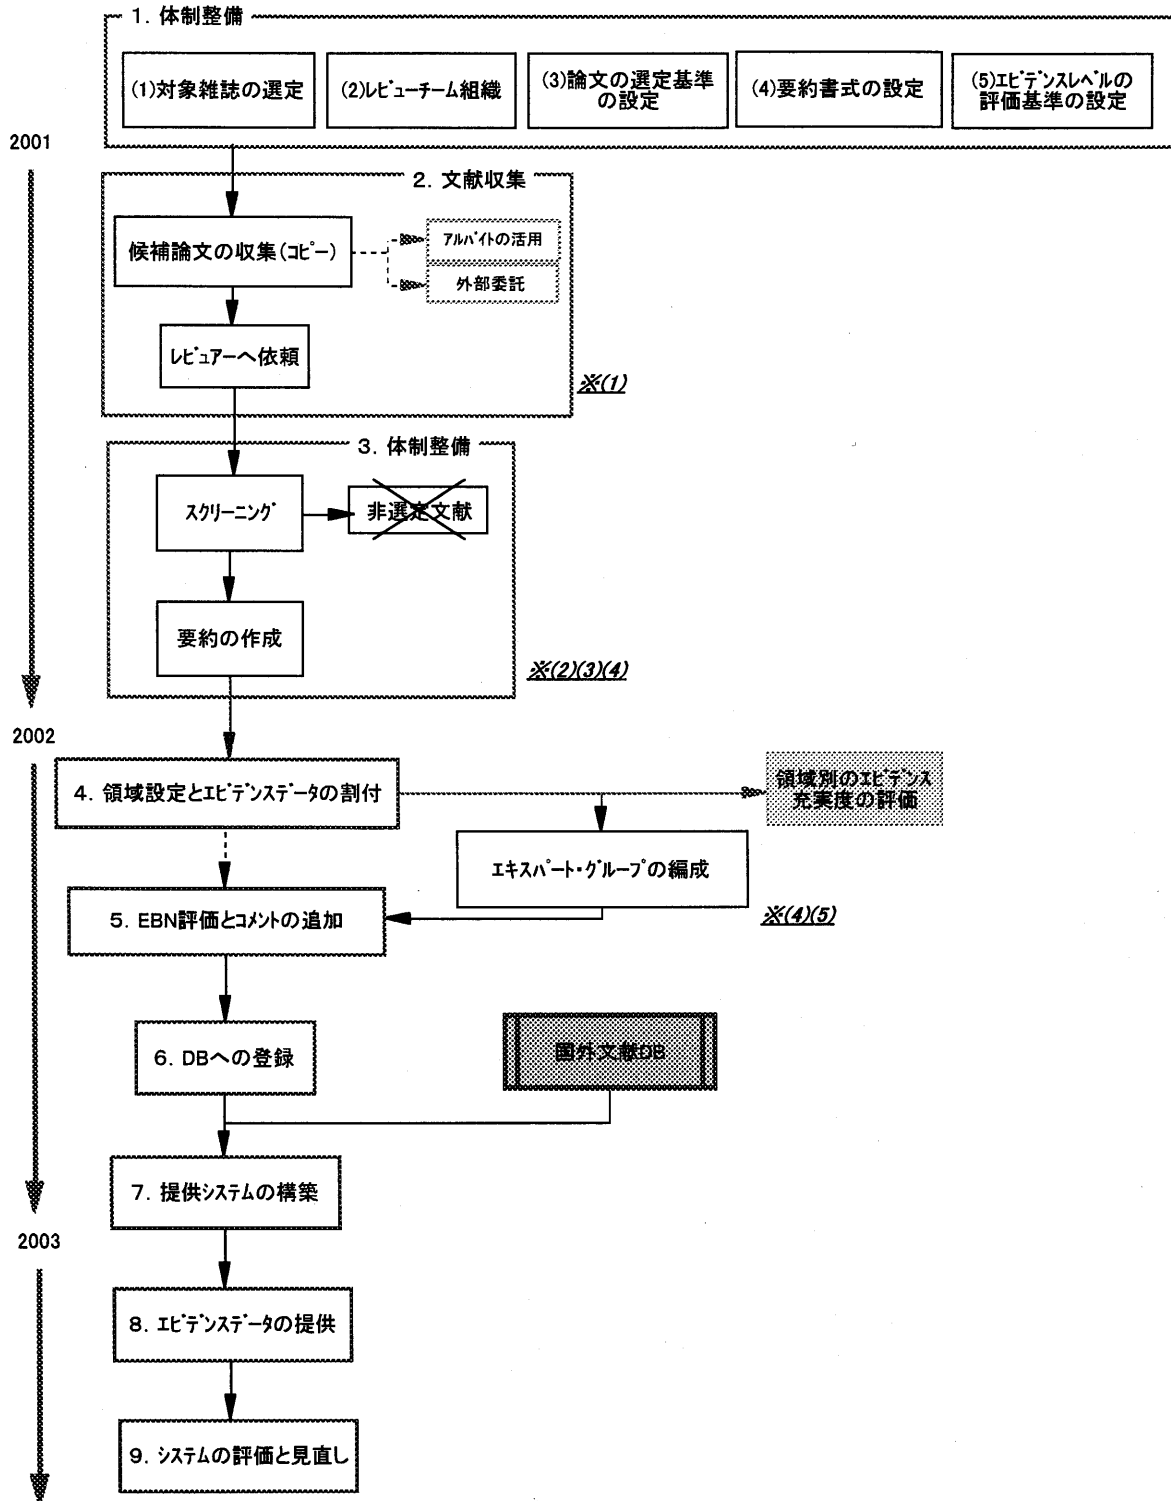 1. 体制整備
(1)対象雑誌の選定
(2)ﾚﾋﾞｭｰﾁｰﾑ組織
(3)論文の選定基準
の設定
(4)要約書式の設定
(5)ｴﾋﾞﾃﾞﾝｽﾚﾍﾞﾙの
評価基準の設定
2001
2. 文献収集
候補論文の収集(ｺﾋﾟｰ)
ｱﾙﾊﾞｲﾄの活用
外部委託
ﾚﾋﾞｭｱｰへ依頼
※(1)
3. 体制整備
ｽｸﾘｰﾆﾝｸﾞ
非選定文献
要約の作成
※(2)(3)(4)
2002
4. 領域設定とｴﾋﾞﾃﾞﾝｽﾃﾞｰﾀの割付
領域別のｴﾋﾞﾃﾞﾝｽ
充実度の評価
ｴｷｽﾊﾟｰﾄ・ｸﾞﾙｰﾌﾟの編成
5. EBN評価とｺﾒﾝﾄの追加
※(4)(5)
6. DBへの登録
国外文献DB
7. 提供ｼｽﾃﾑの構築
2003
8. ｴﾋﾞﾃﾞﾝｽﾃﾞｰﾀの提供
9. ｼｽﾃﾑの評価と見直し